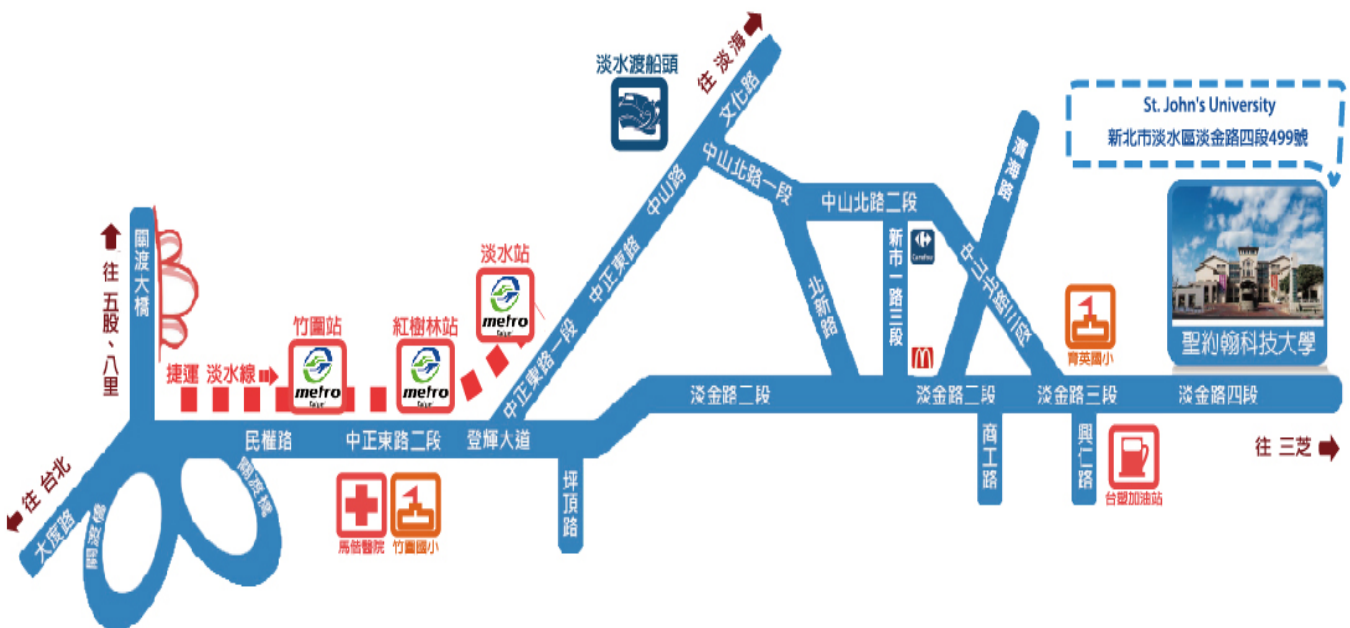 淡水渡船頭
往 淡海
文化路
St. John's University
新北市淡水區淡金路四段499號
中山北路一段
中山路
中山北路二段
濱海路
關渡大橋
往 五股、八里
淡水站
metro
Taipei
中正東路
新市一路三段
Carrefour
中山北路三段
北新路
竹圍站
metro
Taipei
紅樹林站
metro
Taipei
育英國小
聖約翰科技大學
捷運 淡水線
中正東路一段
淡金路二段
淡金路二段
淡金路三段
淡金路四段
民權路
中正東路二段
登輝大道
坪頂路
商工路
興仁路
往 三芝
台塑加油站
往 台北
大度路
關渡橋
關渡橋
馬偕醫院
竹圍國小